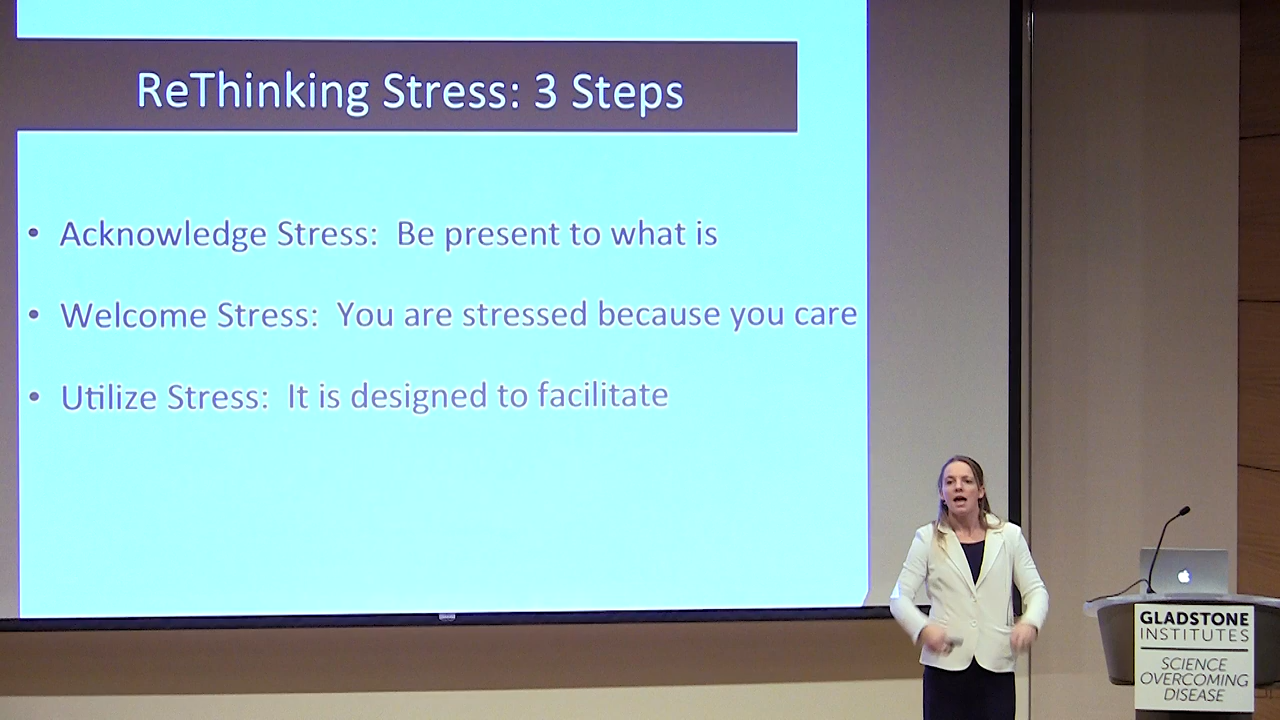 ReThinking Stress: 3 Steps
• Acknowledge Stress: Be present to what is
• Welcome Stress: You are stressed because you care
• Utilize Stress: It is designed to facilitate
GLADSTONE
INSTITUTES
SCIENCE
OVERCOMING
DISEASE